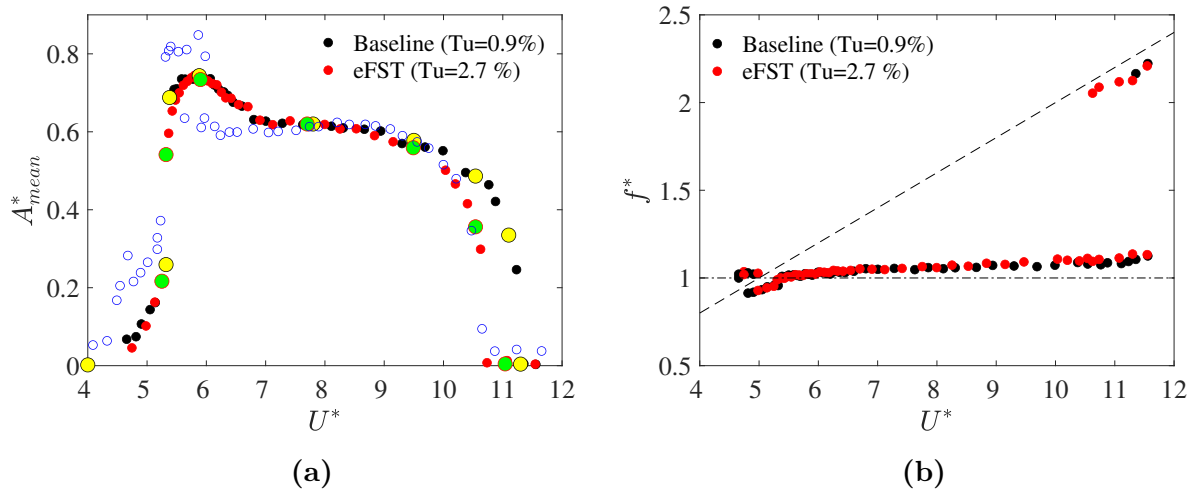 Baseline (Tu=0.9%)
eFST (Tu=2.7 %)
A*mean
0.8
0.6
0.4
0.2
0
4 5 6 7 8 9 10 11 12
U*
(a)
Baseline (Tu=0.9%)
eFST (Tu=2.7%)
f*
2.5
2
1.5
1
0.5
4 5 6 7 8 9 10 11 12
U*
(b)